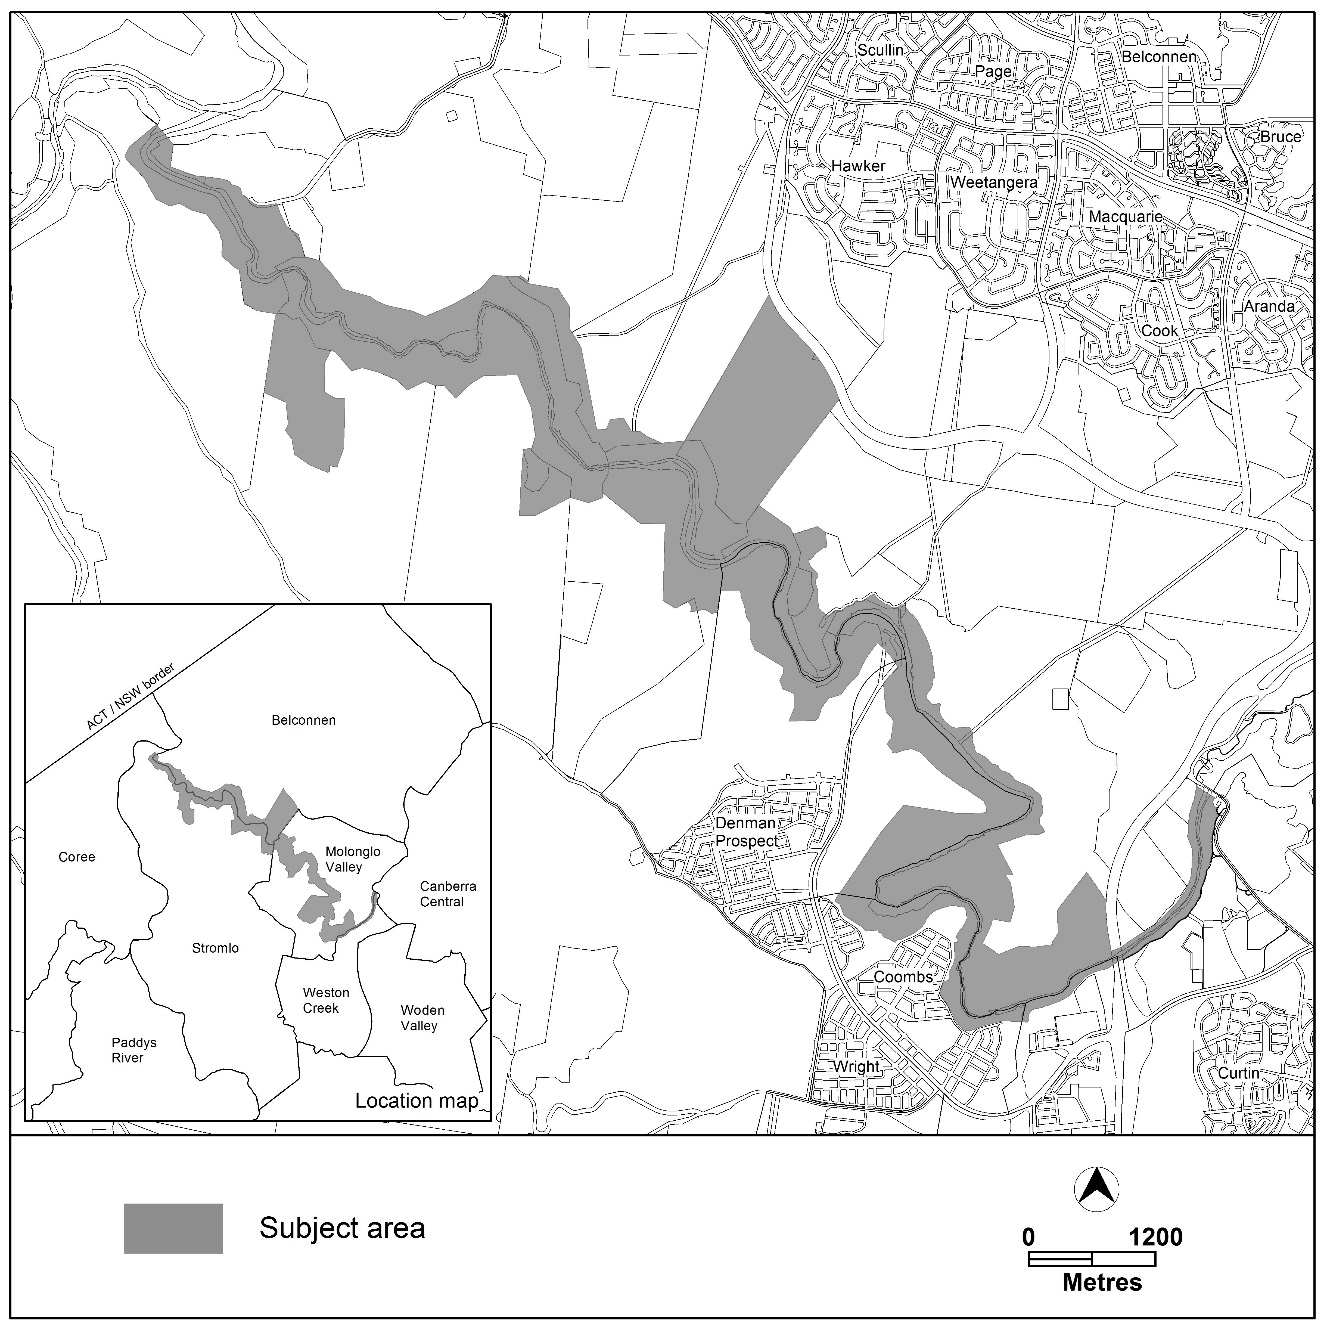 Scullin
Page
Belconnen
Bruce
Hawker
Weetangera
Macquarie
Aranda
Cook
ACT / NSW border
Belconnen
Denman
Prospect
Molonglo
Valley
Coree
Canberra
Central
Stromlo
Coombs
Weston
Creek
Woden
Valley
Paddys
River
Wright
Curtin
Location map
Subject area
0 1200
Metres